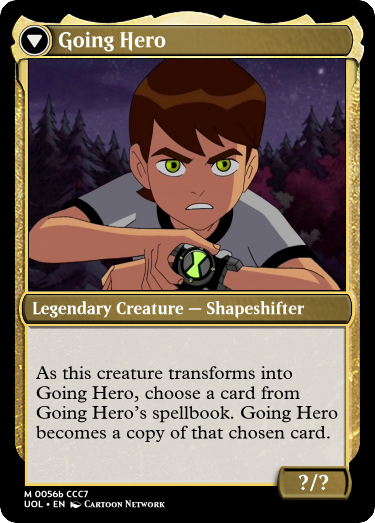 Going Hero
Legendary Creature — Shapeshifter
As this creature transforms into
Going Hero, choose a card from
Going Hero's spellbook. Going Hero
becomes a copy of that chosen card.
?/?
M 0056b CCC7
UOL • EN Cartoon Network